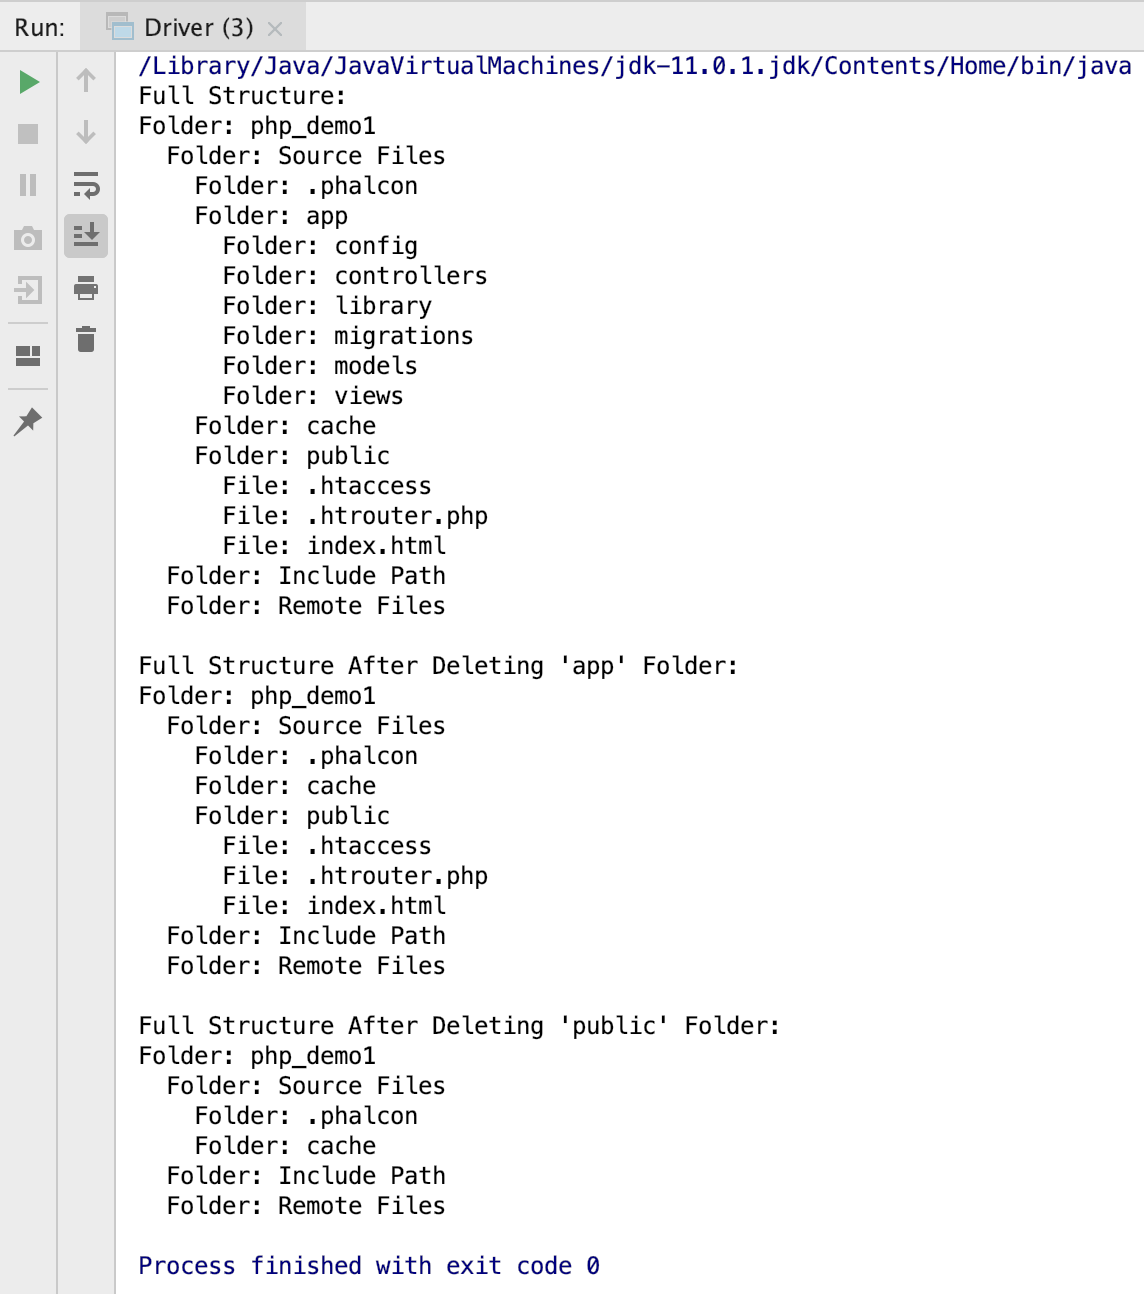 Run: Driver (3)
/Library/Java/JavaVirtualMachines/jdk-11.0.1.jdk/Contents/Home/bin/java
Full Structure:
Folder: php_demo1
  Folder: Source Files
    Folder: .phalcon
    Folder: app
      Folder: config
      Folder: controllers
      Folder: library
      Folder: migrations
      Folder: models
      Folder: views
    Folder: cache
    Folder: public
      File: .htaccess
      File: .htrouter.php
      File: index.html
  Folder: Include Path
  Folder: Remote Files

Full Structure After Deleting 'app' Folder:
Folder: php_demo1
  Folder: Source Files
    Folder: .phalcon
    Folder: cache
    Folder: public
      File: .htaccess
      File: .htrouter.php
      File: index.html
  Folder: Include Path
  Folder: Remote Files

Full Structure After Deleting 'public' Folder:
Folder: php_demo1
  Folder: Source Files
    Folder: .phalcon
    Folder: cache
  Folder: Include Path
  Folder: Remote Files

Process finished with exit code 0